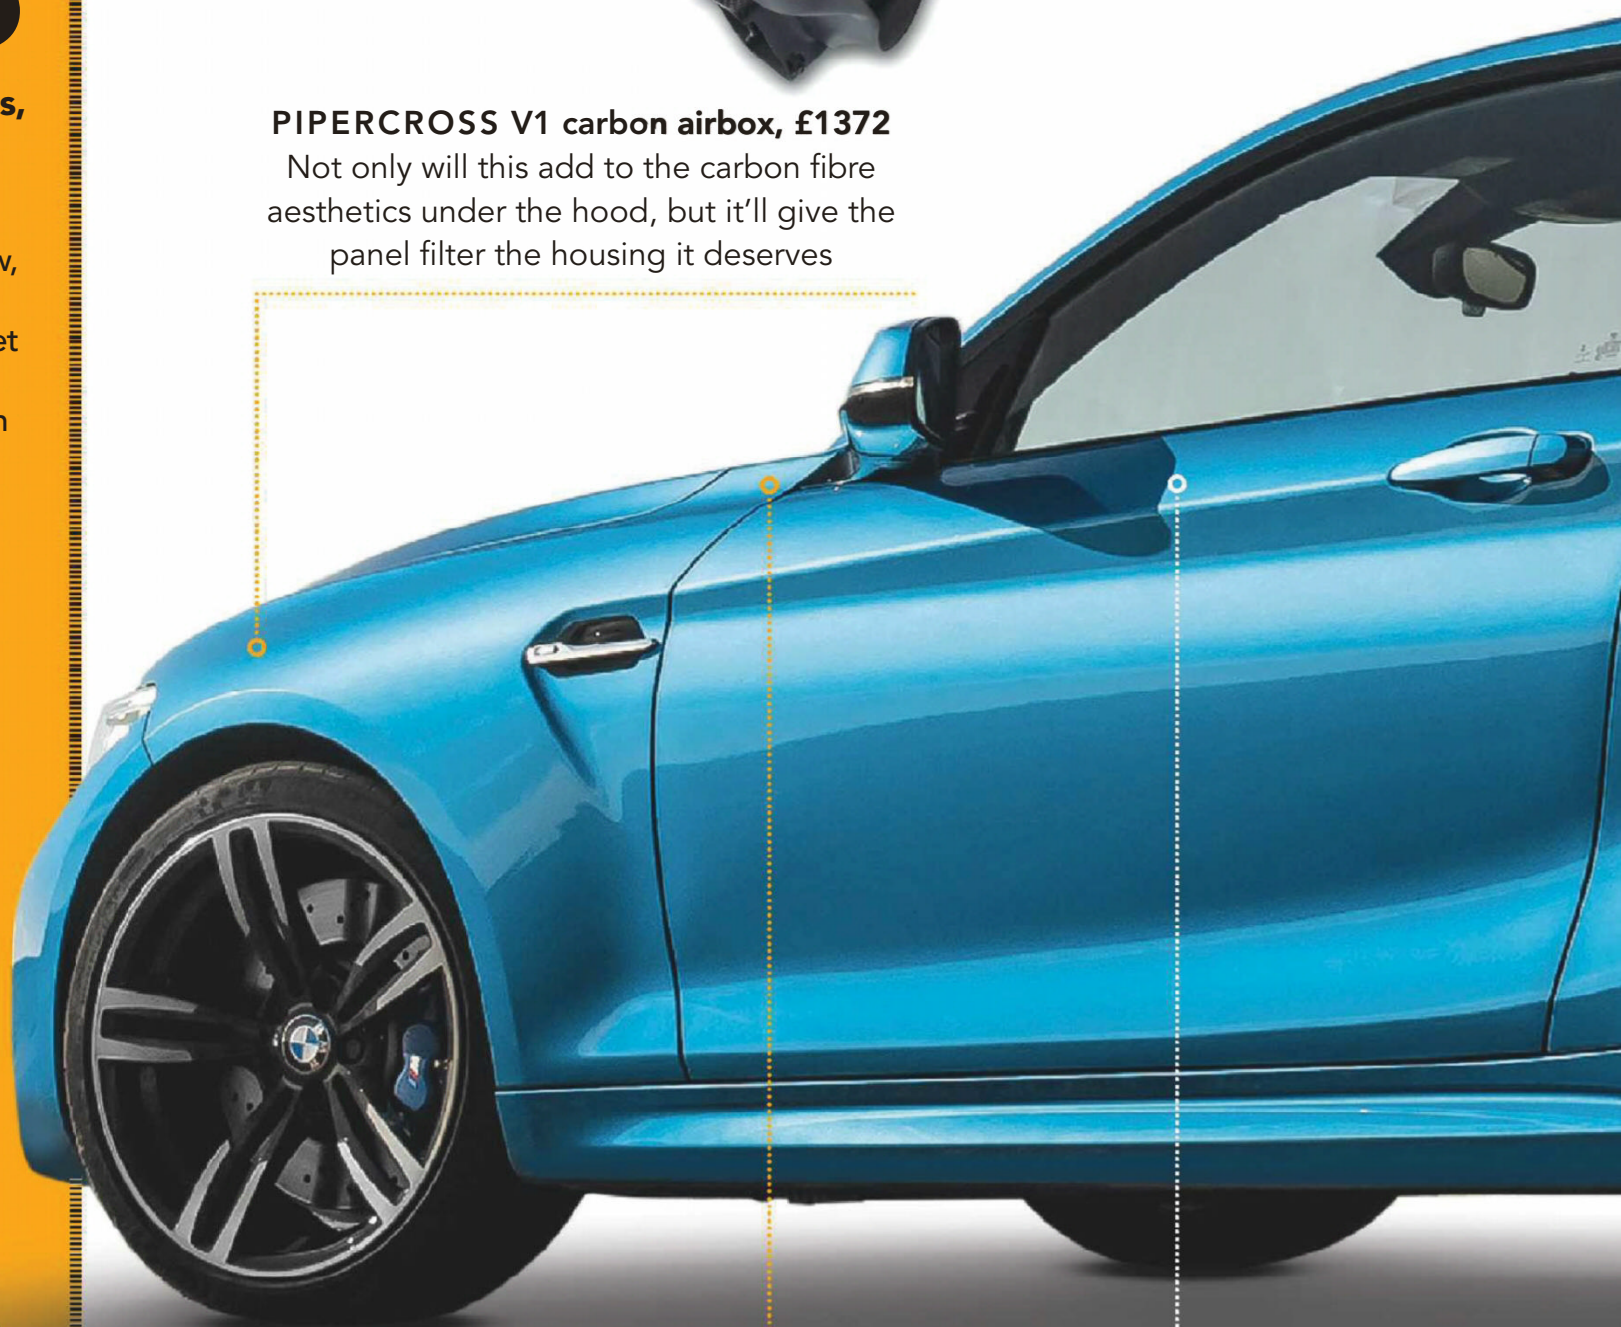 s,
w,
et
n
PIPERCROSS V1 carbon airbox, £1372
Not only will this add to the carbon fibre
aesthetics under the hood, but it'll give the
panel filter the housing it deserves